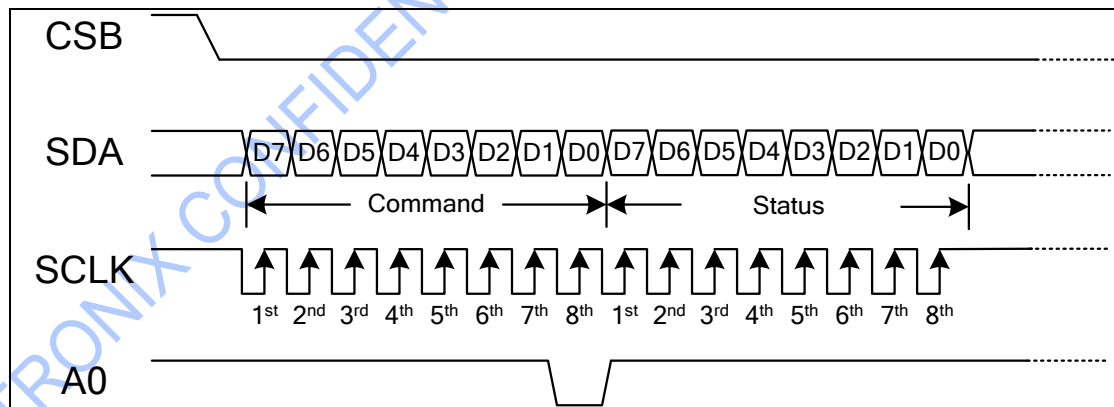 CSB
SDA D7 D6 D5 D4 D3 D2 D1 D0 D7 D6 D5 D4 D3 D2 D1 D0
Command Status
SCLK
1st 2nd 3rd 4th 5th 6th 7th 8th 1st 2nd 3rd 4th 5th 6th 7th 8th
A0
TRONIX CONFIDEN